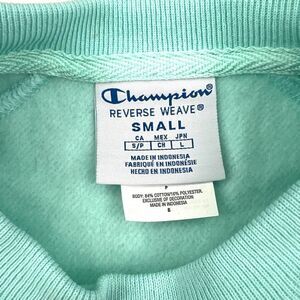 Champion
REVERSE WEAVE®
SMALL
CA MEX JPN
S/P CH L
MADE IN INDONESIA
FABRIQUÉ EN INDONÉSIE
HECHO EN INDONESIA
BODY: 84% COTTON/16% POLYESTER.
EXCLUSIVE OF DECORATION
MADE IN INDONESIA